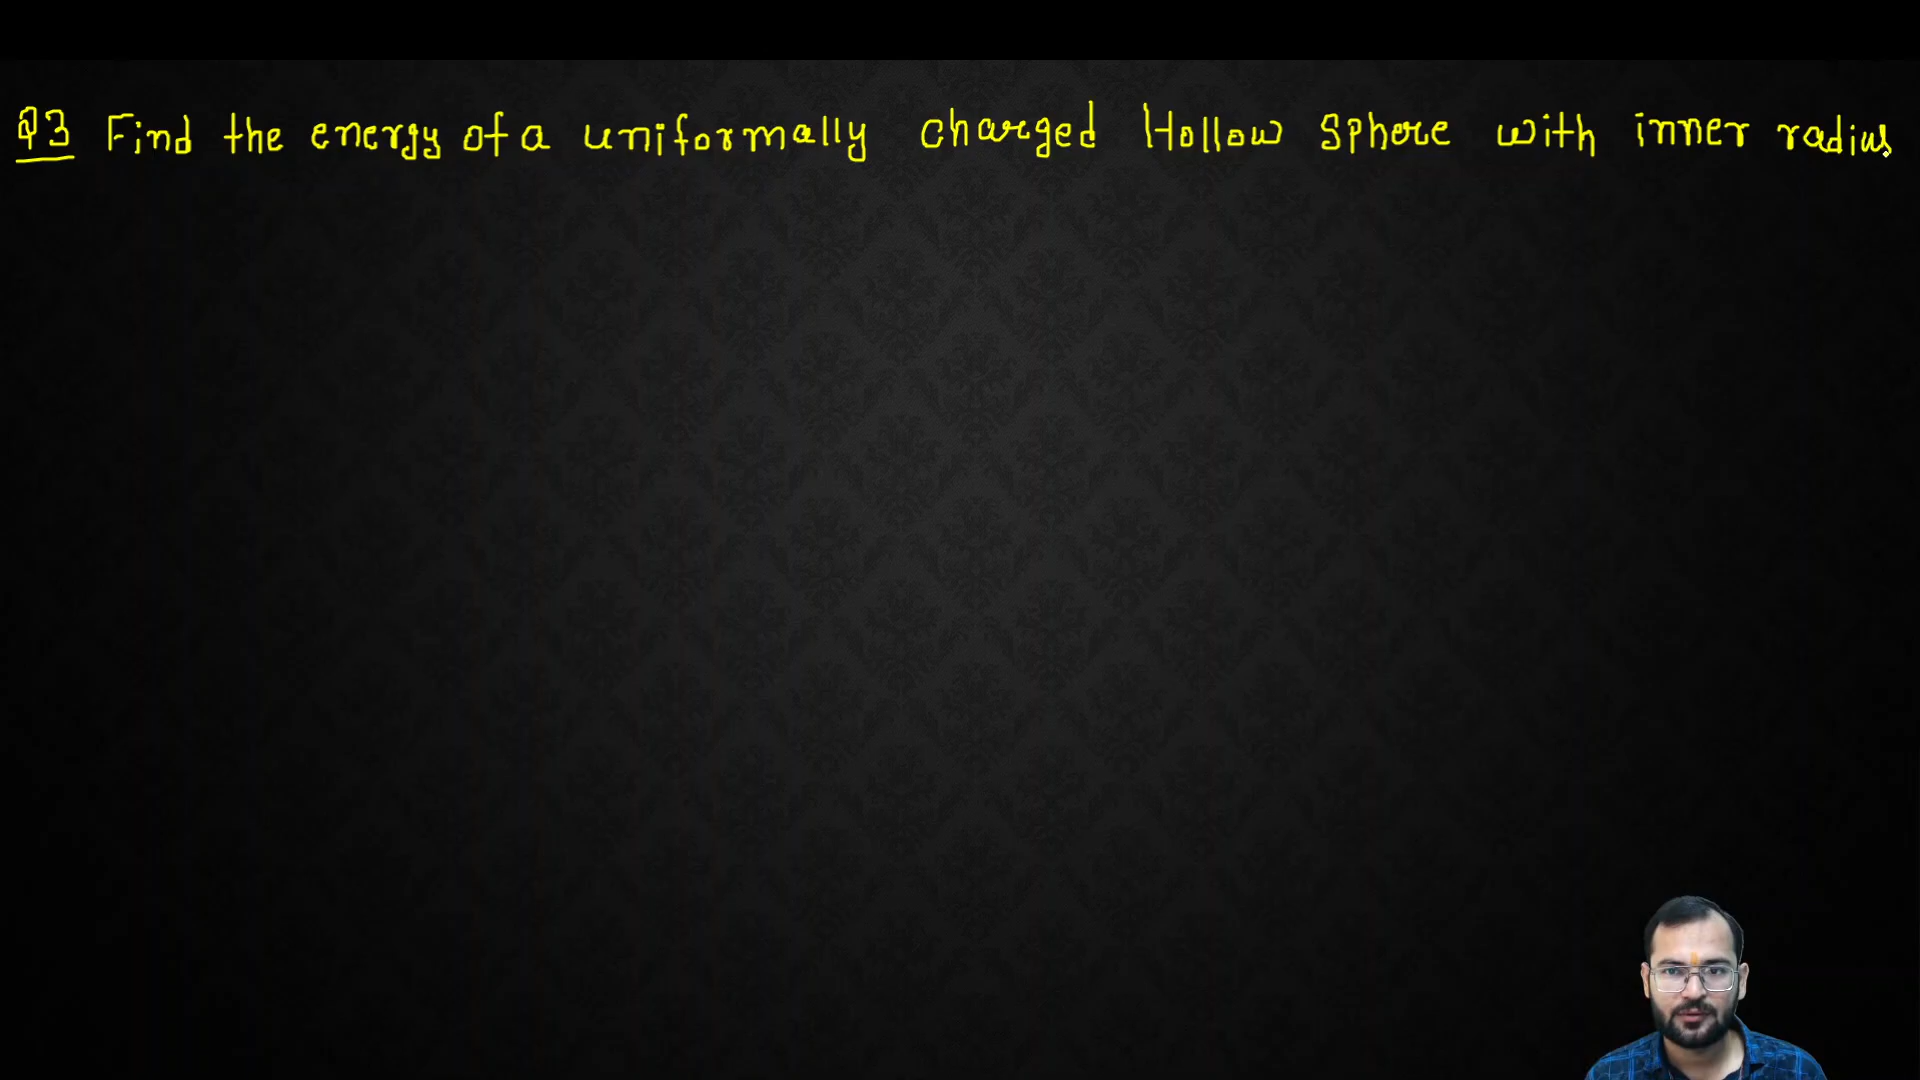 Q3 Find the energy of a uniformally charged Hollow Sphere with inner radius